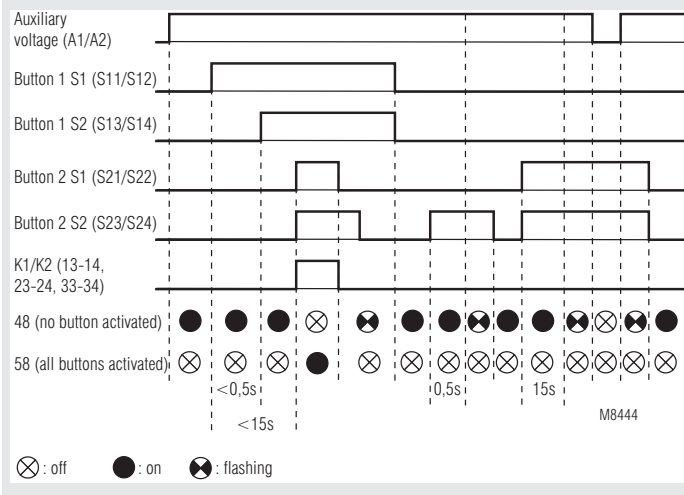 Auxiliary
voltage (A1/A2)
Button 1 S1 (S11/S12)
Button 1 S2 (S13/S14)
Button 2 S1 (S21/S22)
Button 2 S2 (S23/S24)
K1/K2 (13-14,
23-24, 33-34)
48 (no button activated)
58 (all buttons activated)
<0,5s 0,5s 15s
<15s
M8444
: off : on : flashing